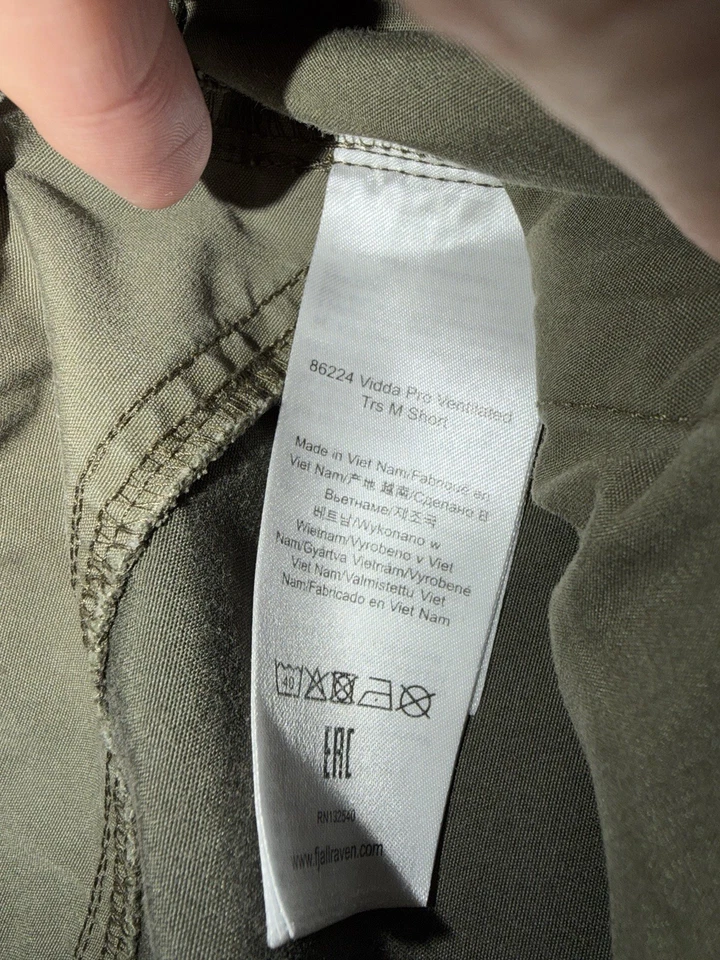 86224 Vidda Pro Ventilated
Trs M Short
Made in Viet Nam/Fabriqué en
Viet Nam/产地 越南/Сделано В
Вьетнаме/제조국
베트남/Wykonano w
Wietnam/Vyrobeno v Viet
Nam/Gyártva Vietnám/Vyrobené
Viet Nam/Valmistettu Viet
Nam/Fabricado en Viet Nam
40
EAC
RN132540
www.fjallraven.com